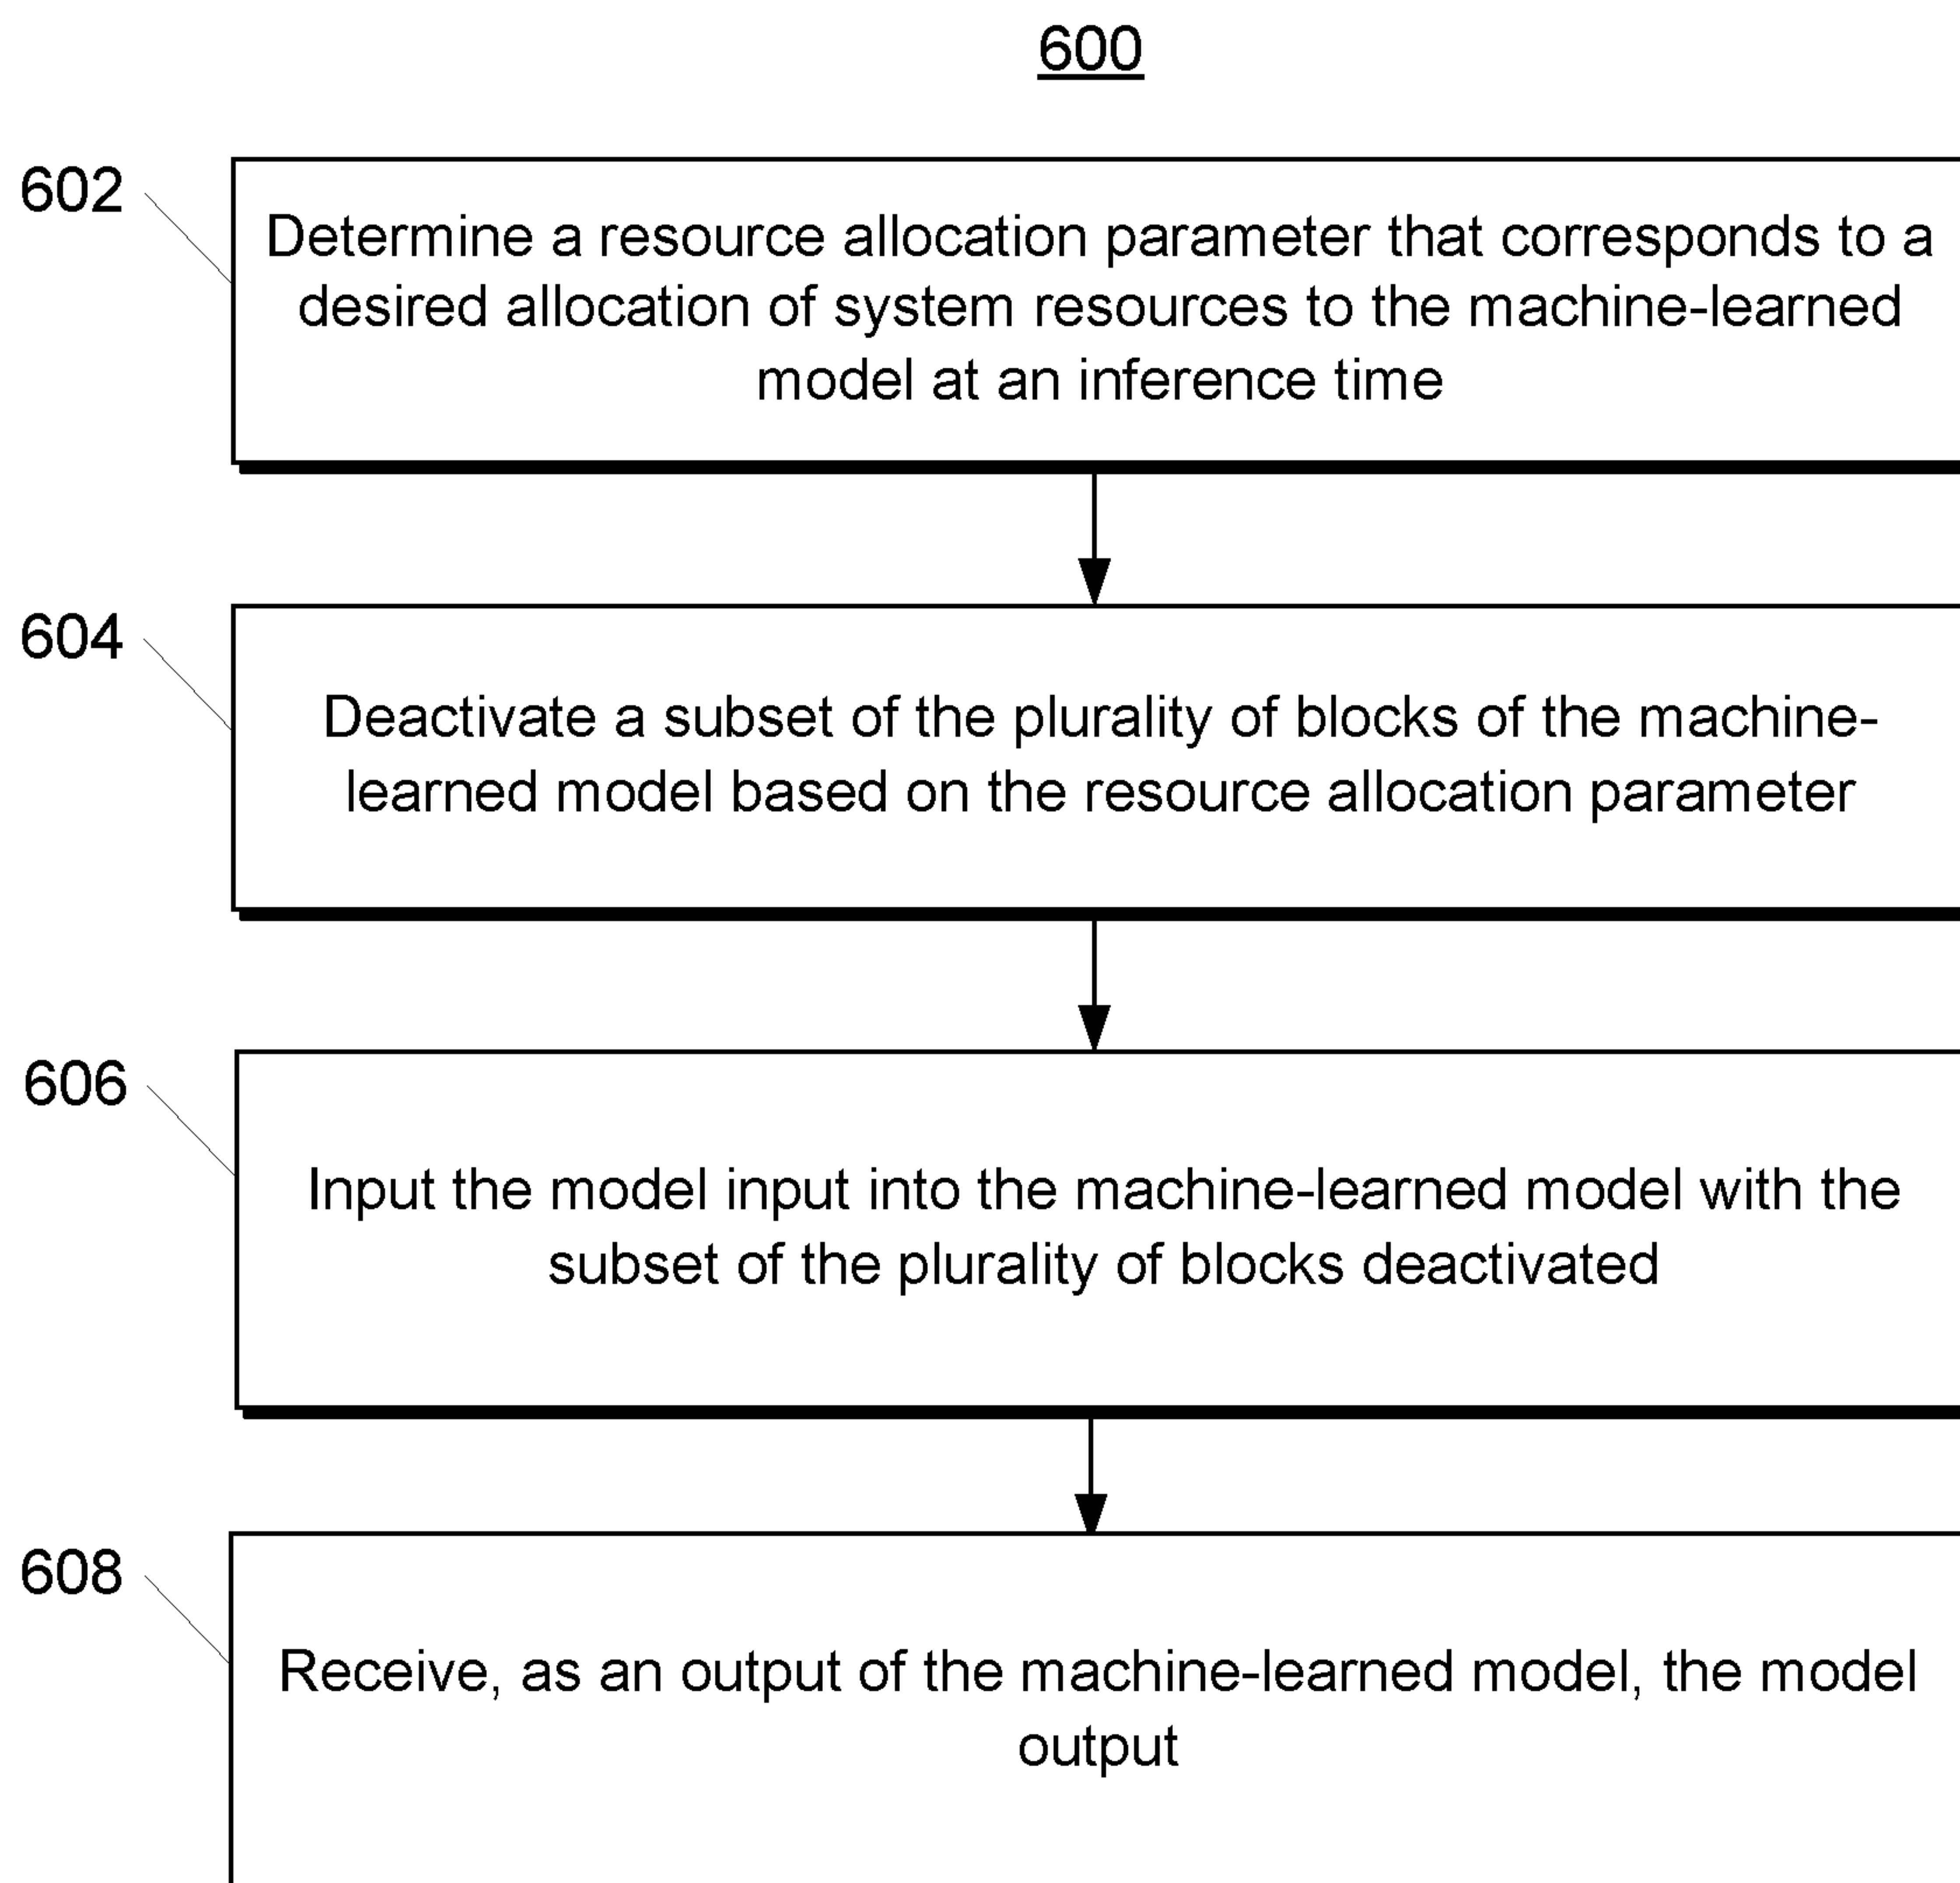 600
602
Determine a resource allocation parameter that corresponds to a
desired allocation of system resources to the machine-learned
model at an inference time
604
Deactivate a subset of the plurality of blocks of the machine-
learned model based on the resource allocation parameter
606
Input the model input into the machine-learned model with the
subset of the plurality of blocks deactivated
608
Receive, as an output of the machine-learned model, the model
output